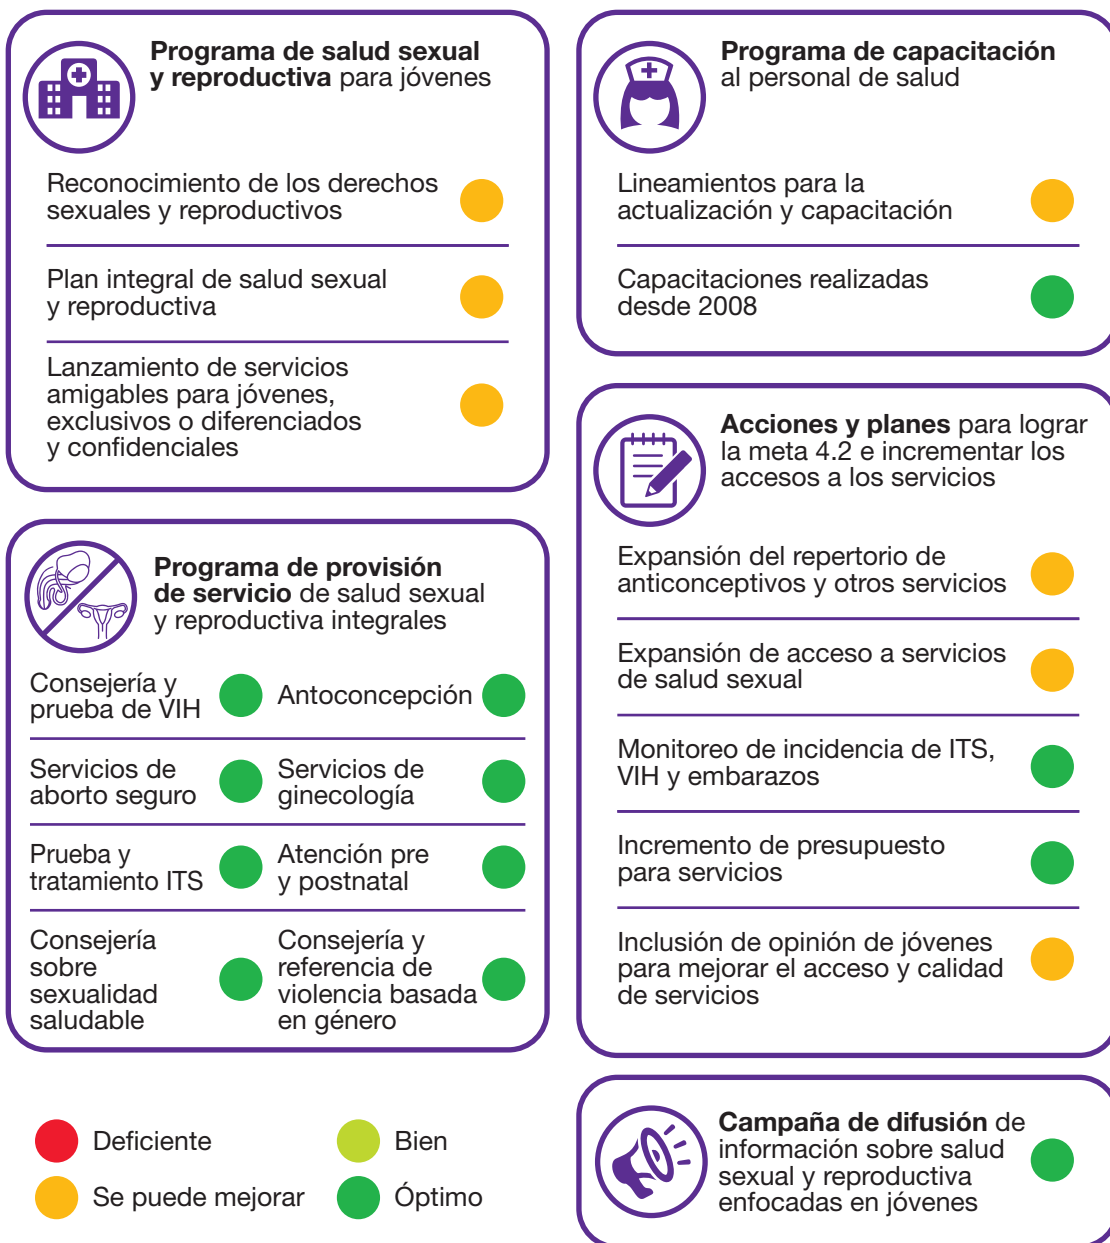 Programa de salud sexual
y reproductiva para jóvenes
Reconocimiento de los derechos
sexuales y reproductivos
Plan integral de salud sexual
y reproductiva
Lanzamiento de servicios
amigables para jóvenes,
exclusivos o diferenciados
y confidenciales
Programa de capacitación
al personal de salud
Lineamientos para la
actualización y capacitación
Capacitaciones realizadas
desde 2008
Programa de provisión
de servicio de salud sexual
y reproductiva integrales
Consejería y
prueba de VIH
Antoconcepción
Servicios de
aborto seguro
Servicios de
ginecología
Prueba y
tratamiento ITS
Atención pre
y postnatal
Consejería
sobre
sexualidad
saludable
Consejería y
referencia de
violencia basada
en género
Acciones y planes para lograr
la meta 4.2 e incrementar los
accesos a los servicios
Expansión del repertorio de
anticonceptivos y otros servicios
Expansión de acceso a servicios
de salud sexual
Monitoreo de incidencia de ITS,
VIH y embarazos
Incremento de presupuesto
para servicios
Inclusión de opinión de jóvenes
para mejorar el acceso y calidad
de servicios
Campaña de difusión de
información sobre salud
sexual y reproductiva
enfocadas en jóvenes
Deficiente
Bien
Se puede mejorar
Óptimo